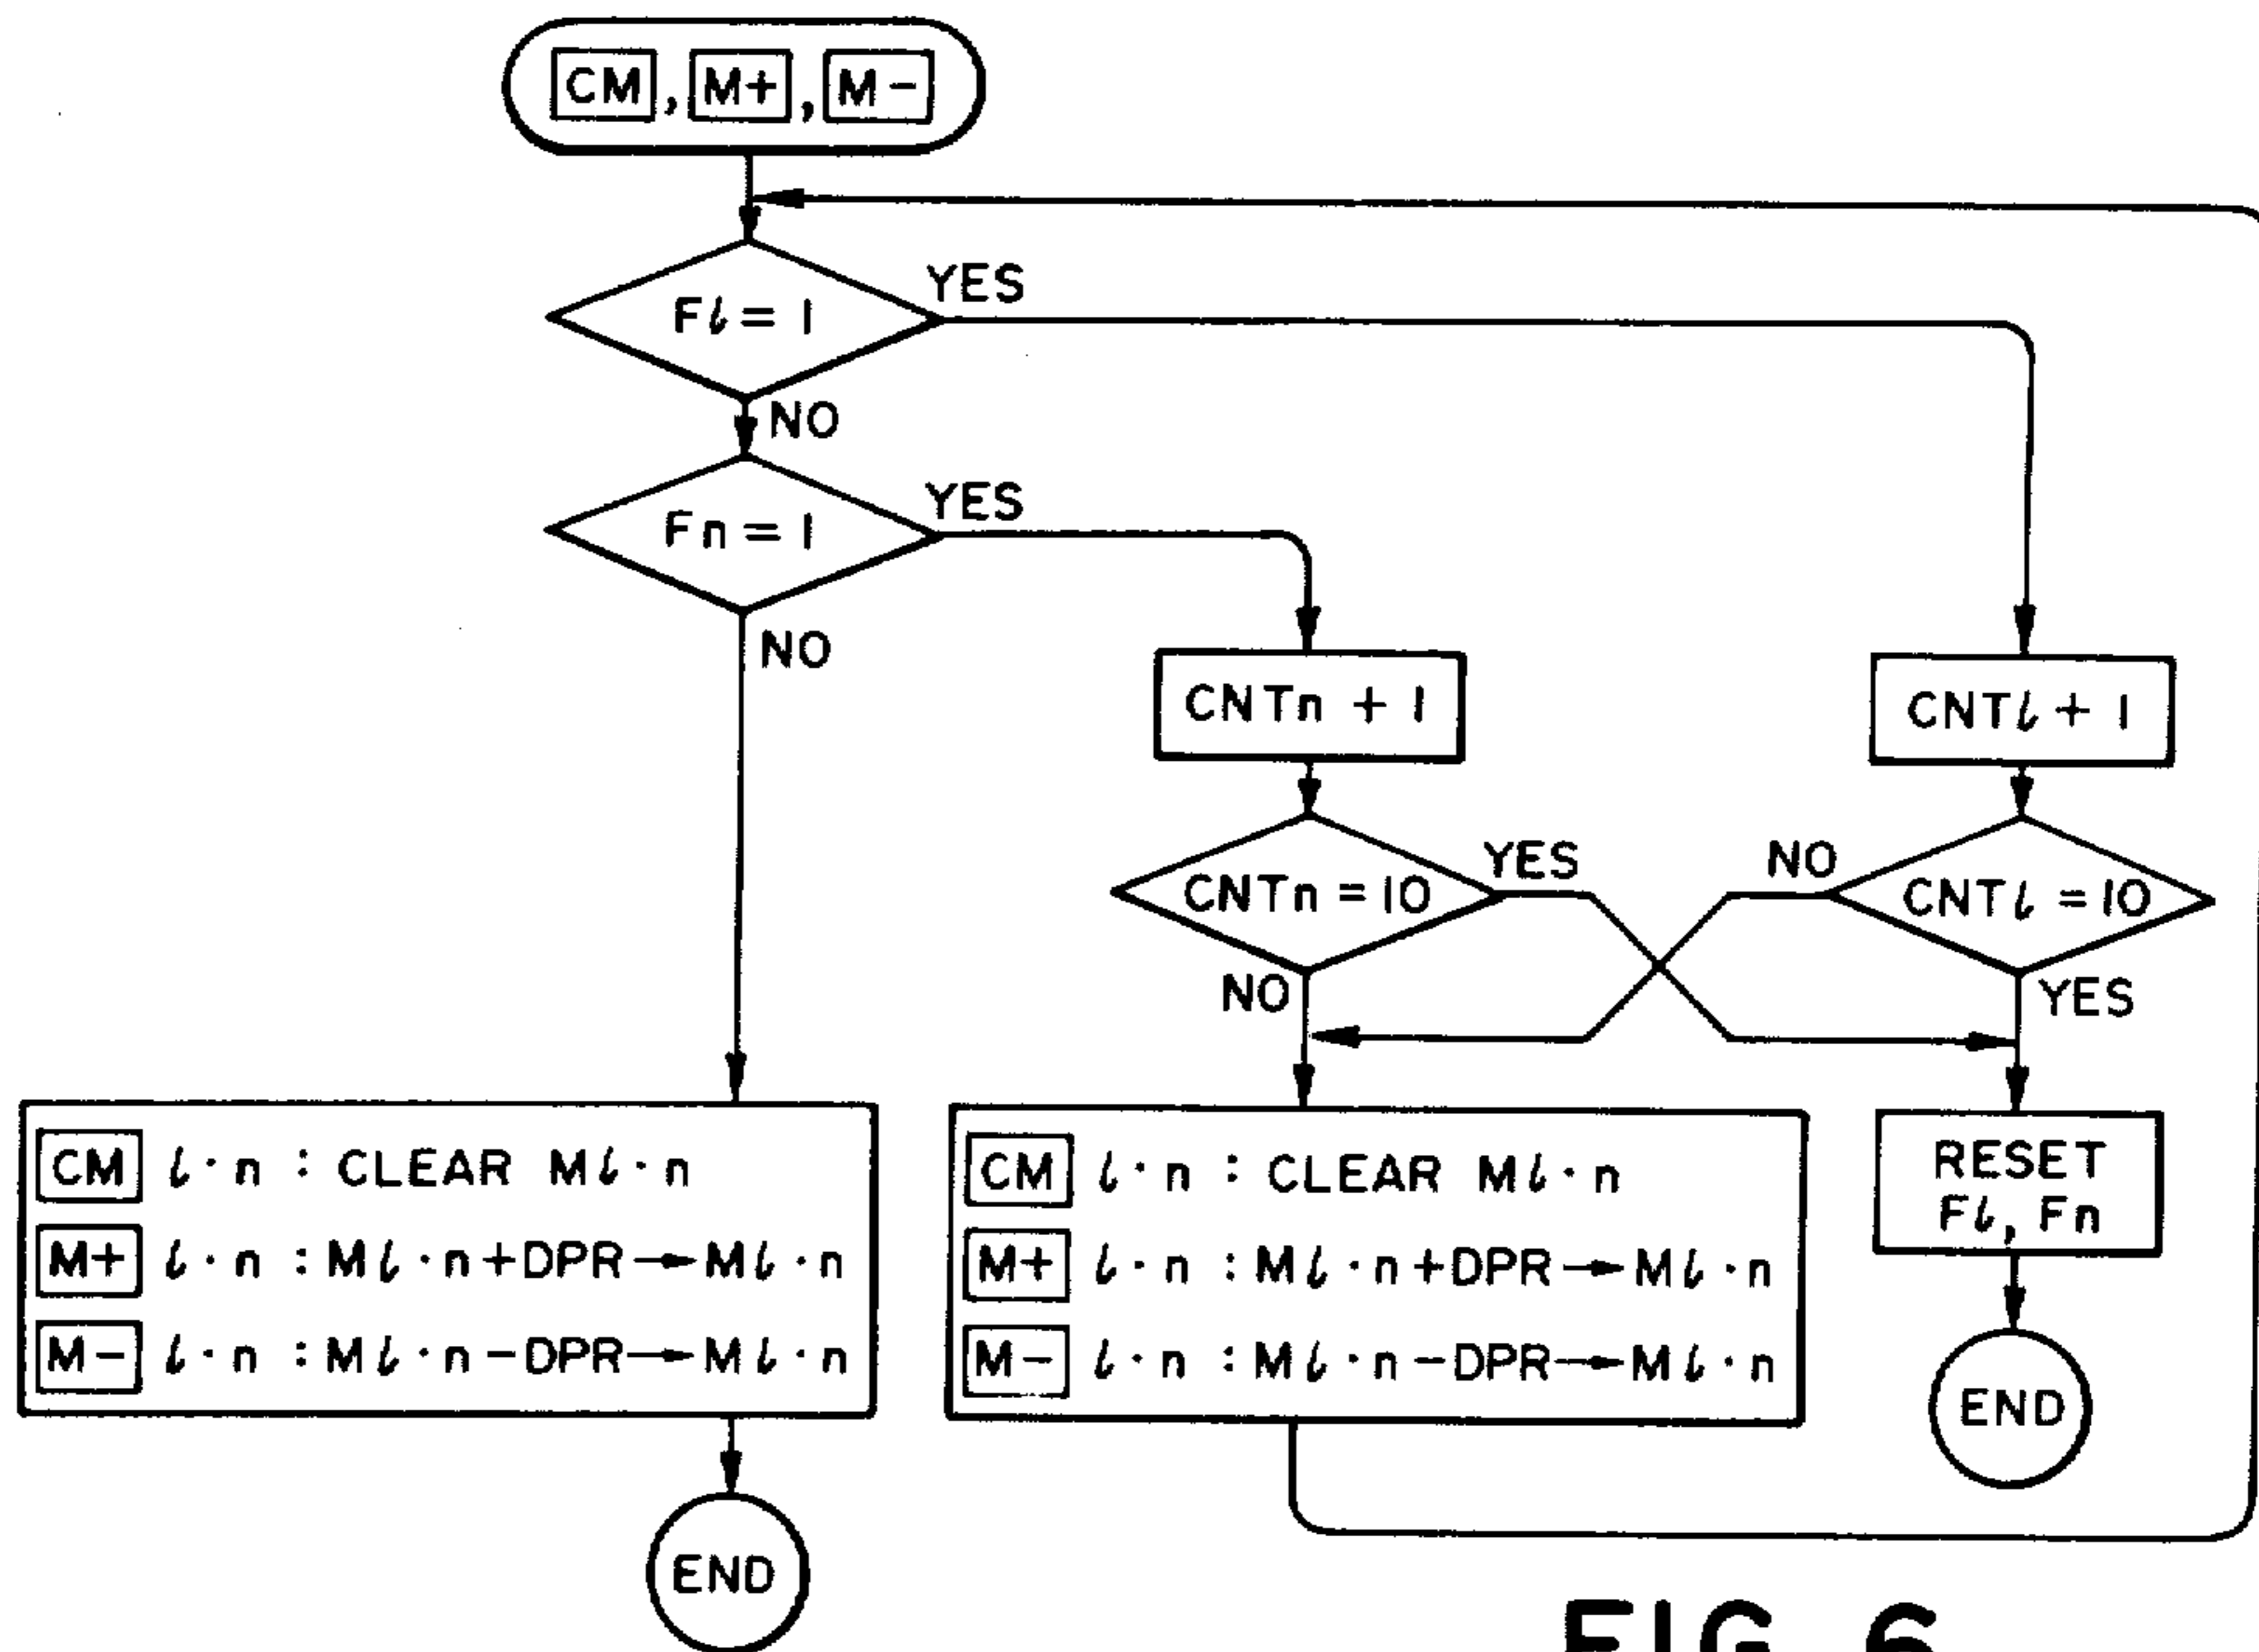 CM, M+, M-
Fℓ = 1
YES
NO
Fn = 1
YES
NO
CNTn + 1
CNTℓ + 1
CNTn = 10
YES
NO
NO
CNTℓ = 10
YES
CM ℓ·n : CLEAR Mℓ·n
M+ ℓ·n : Mℓ·n+DPR→Mℓ·n
M- ℓ·n : Mℓ·n-DPR→Mℓ·n
END
CM ℓ·n : CLEAR Mℓ·n
M+ ℓ·n : Mℓ·n+DPR→Mℓ·n
M- ℓ·n : Mℓ·n-DPR→Mℓ·n
RESET
Fℓ, Fn
END
FIG. 6